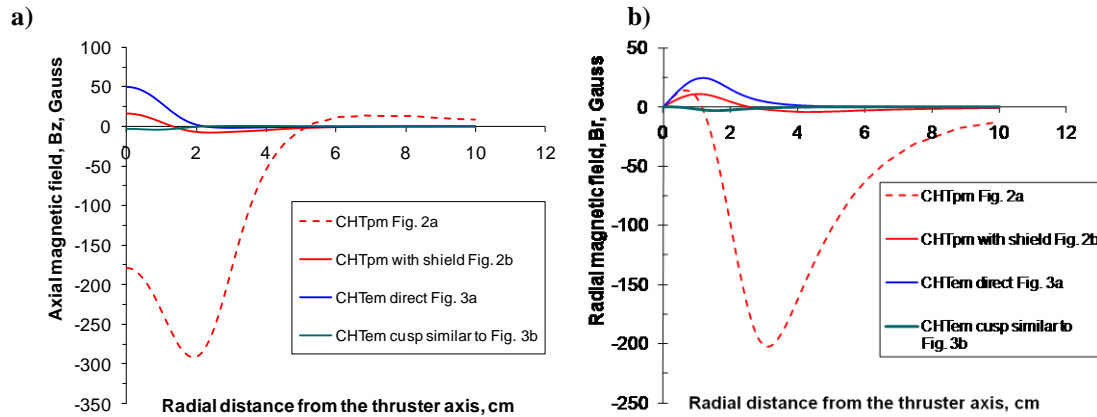 a)
Axial magnetic field, Bz, Gauss
100
50
0
-50
-100
-150
-200
-250
-300
-350
0 2 4 6 8 10 12
CHTpm Fig. 2a
CHTpm with shield Fig. 2b
CHTem direct Fig. 3a
CHTem cusp similar to Fig. 3b
Radial distance from the thruster axis, cm
b)
Radial magnetic field, Br, Gauss
50
25
0
-50
-100
-150
-200
-250
0 2 4 6 8 10 12
CHTpm Fig. 2a
CHTpm with shield Fig. 2b
CHTem direct Fig. 3a
CHTem cusp similar to
Fig. 3b
Radial distance from the thruster axis, cm